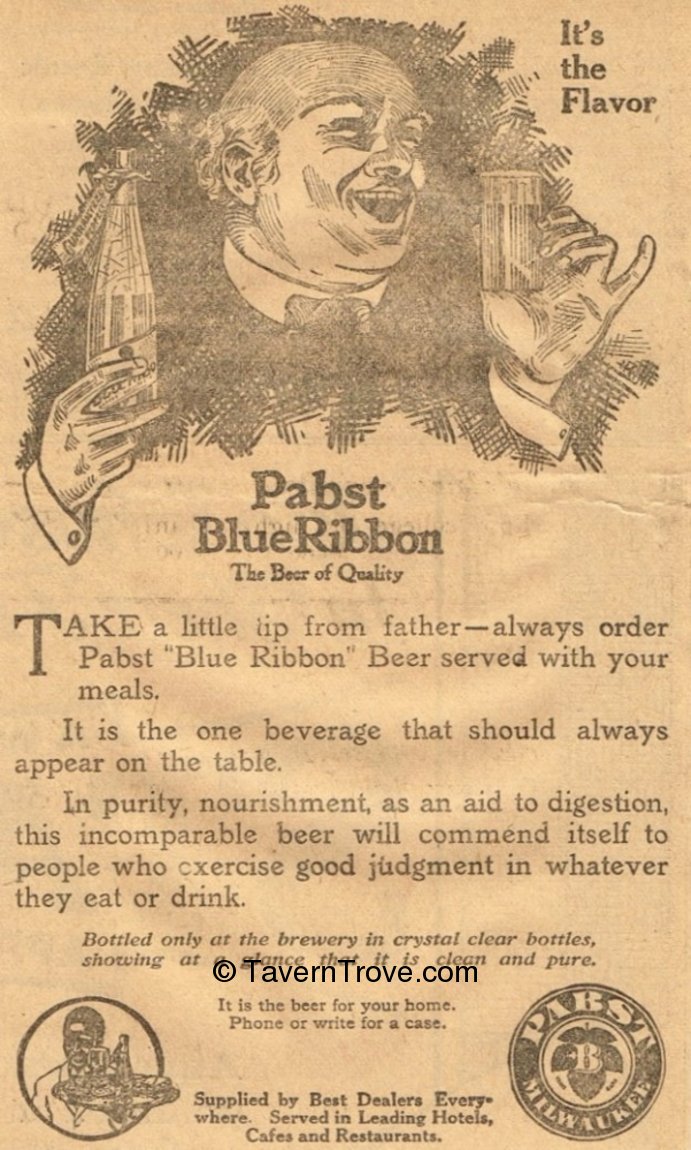 It's
the
Flavor
Pabst
Blue Ribbon
The Beer of Quality
TAKE a little tip from father—always order
Pabst "Blue Ribbon" Beer served with your
meals.
It is the one beverage that should always
appear on the table.
In purity, nourishment, as an aid to digestion,
this incomparable beer will commend itself to
people who exercise good judgment in whatever
they eat or drink.
Bottled only at the brewery in crystal clear bottles,
showing at a glance that it is clean and pure.
© TavernTrove.com
It is the beer for your home.
Phone or write for a case.
Supplied by Best Dealers Every-
where. Served in Leading Hotels,
Cafes and Restaurants.
PABST
B
MILWAUKEE